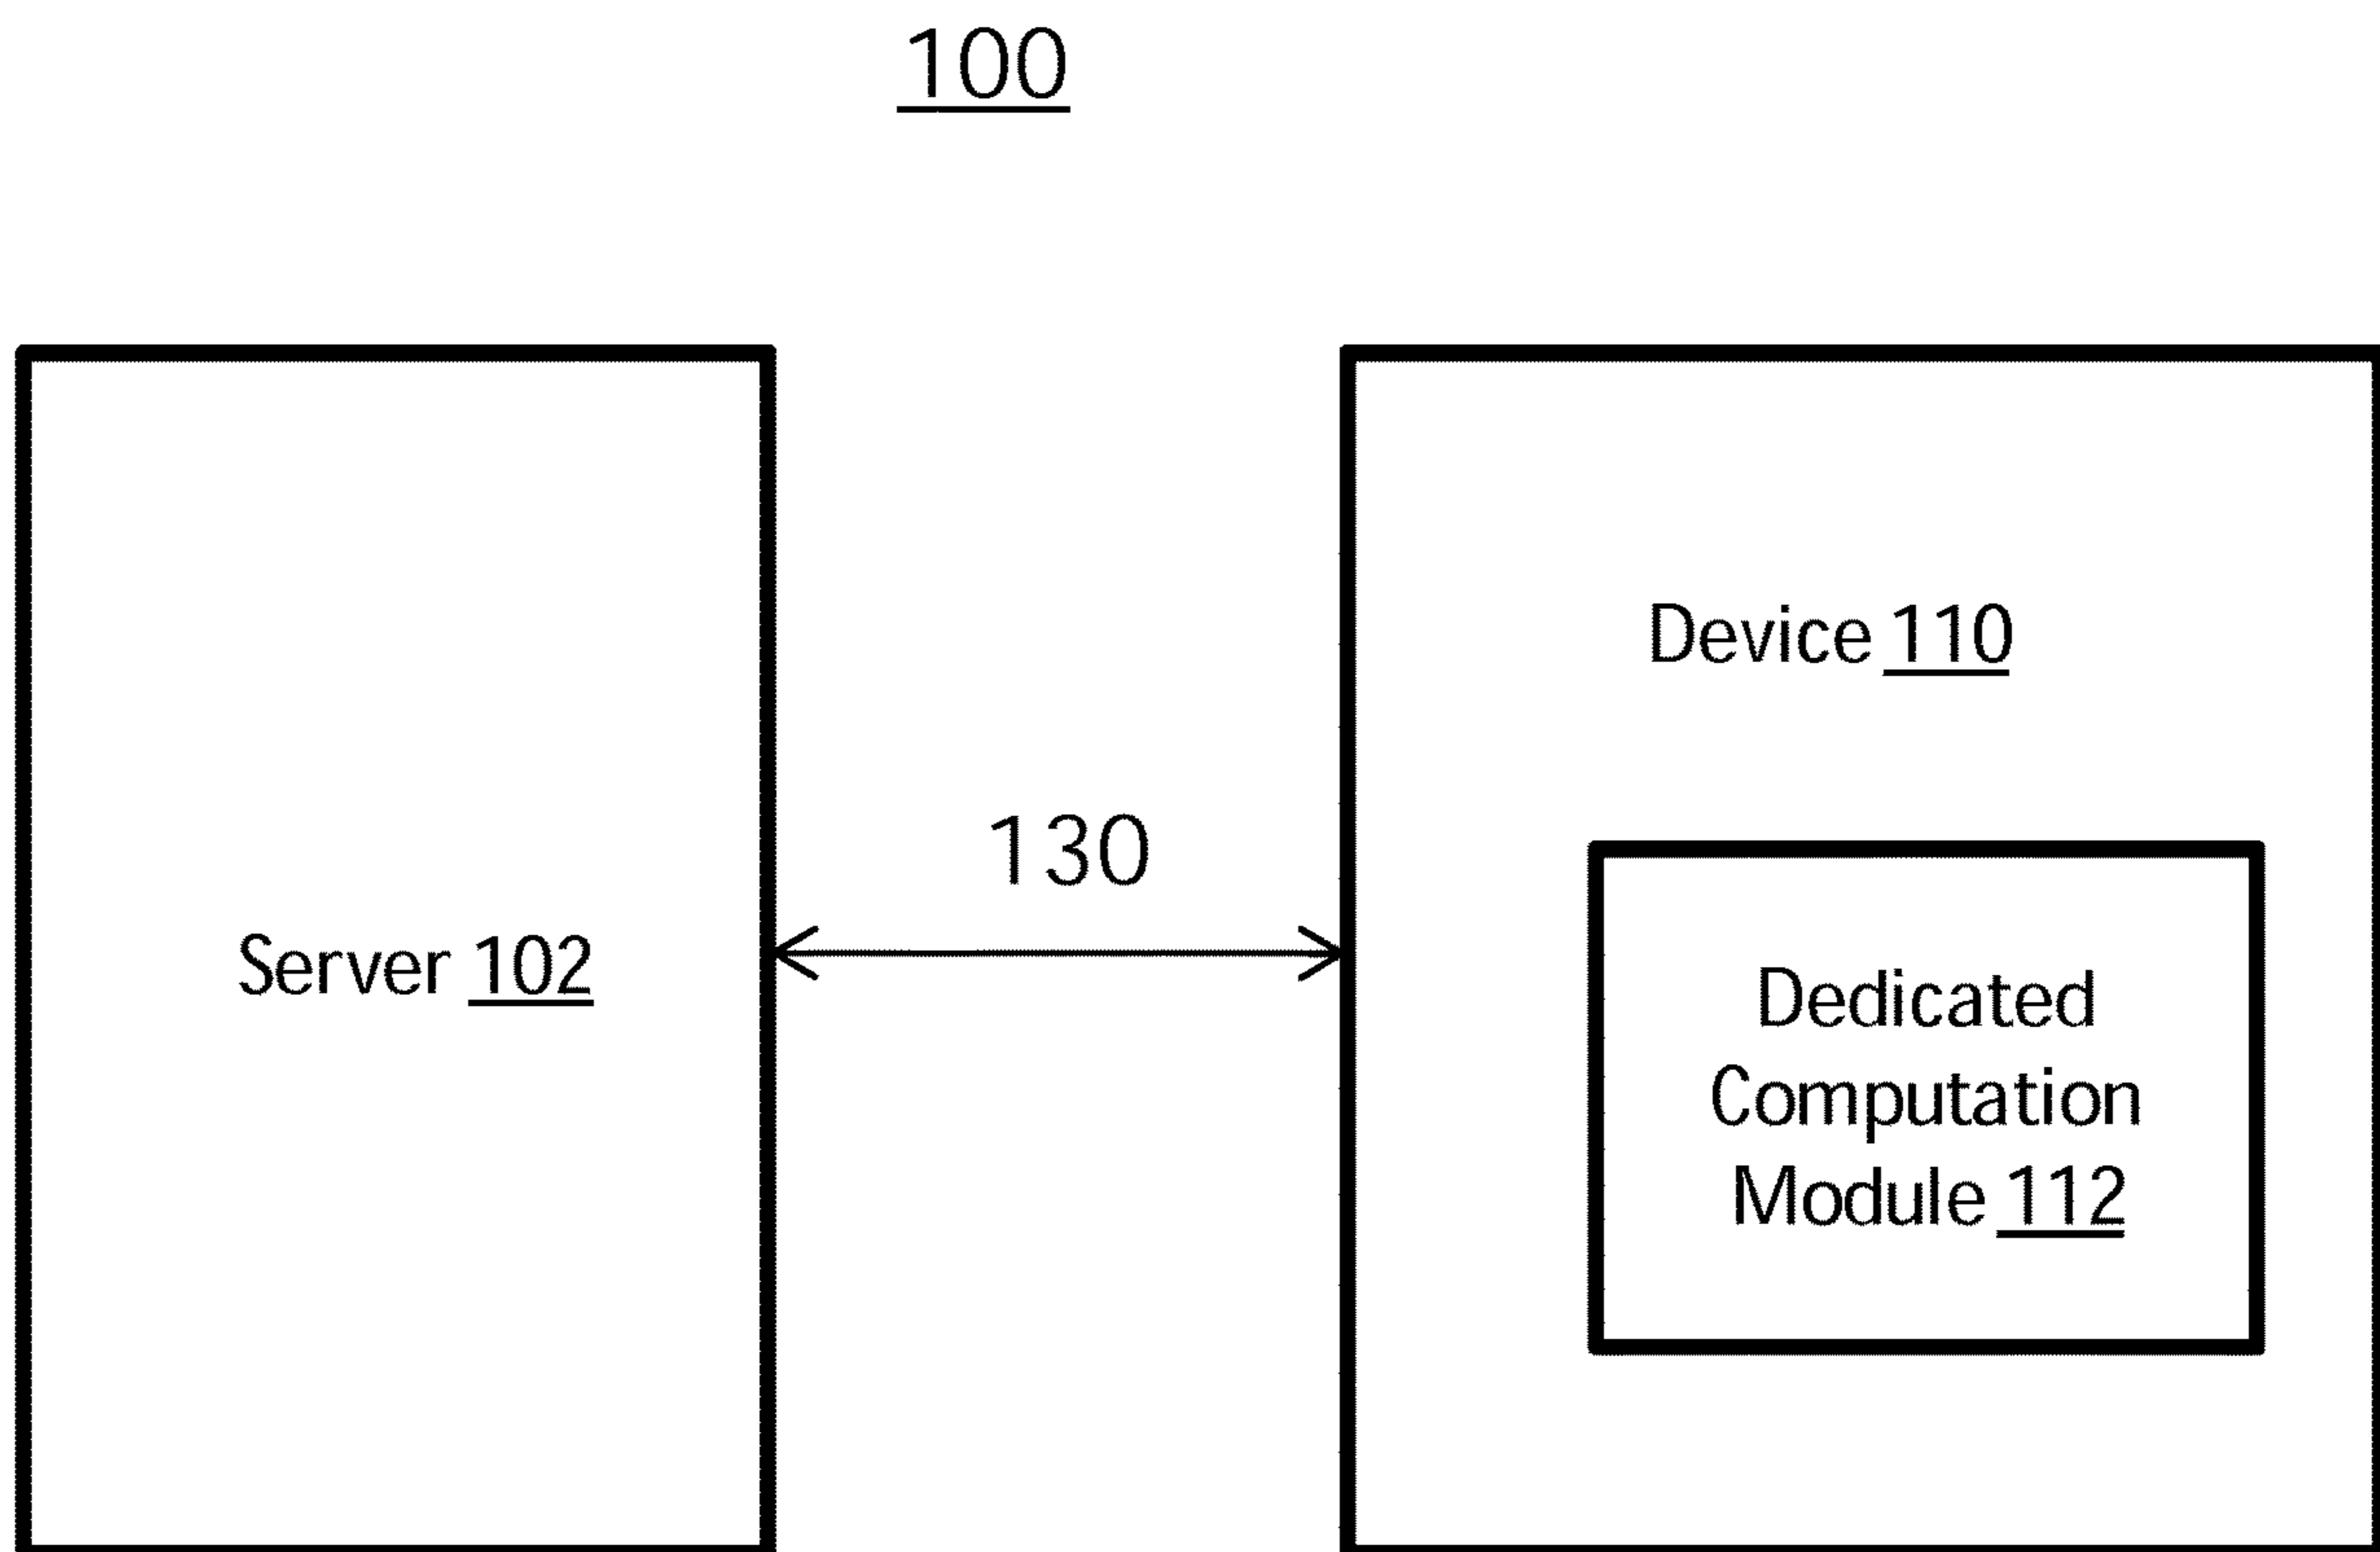 100
Device 110
130
Server 102
Dedicated
Computation
Module 112